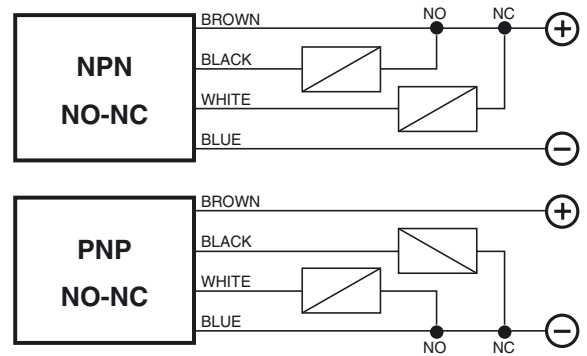 NPN
NO-NC
BROWN
BLACK
WHITE
BLUE
NO
NC
+
−
PNP
NO-NC
BROWN
BLACK
WHITE
BLUE
NO
NC
+
−